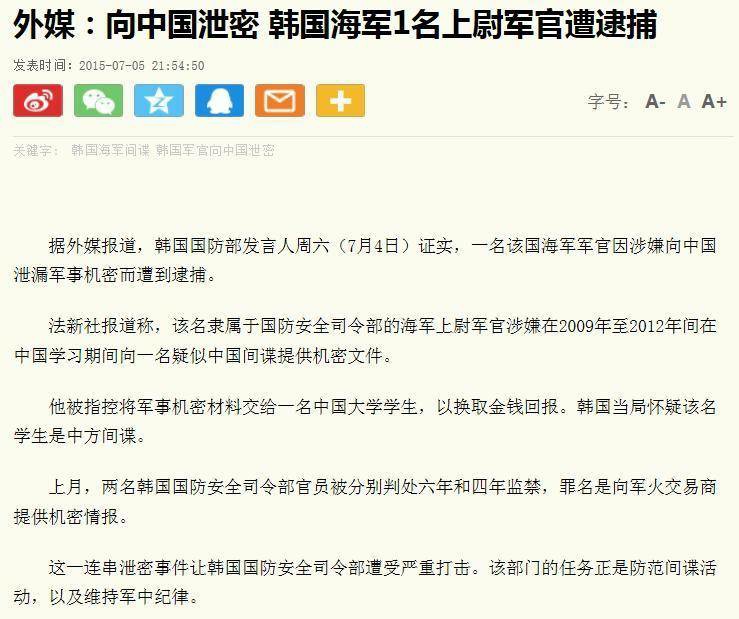 外媒：向中国泄密 韩国海军1名上尉军官遭逮捕
发表时间：2015-07-05 21:54:50
字号： A- A A+
关键字： 韩国海军间谍 韩国军官向中国泄密
据外媒报道，韩国国防部发言人周六（7月4日）证实，一名该国海军军官因涉嫌向中国
泄漏军事机密而遭到逮捕。
法新社报道称，该名隶属于国防安全司令部的海军上尉军官涉嫌在2009年至2012年间在
中国学习期间向一名疑似中国间谍提供机密文件。
他被指控将军事机密材料交给一名中国大学学生，以换取金钱回报。韩国当局怀疑该名
学生是中方间谍。
上月，两名韩国国防安全司令部官员被分别判处六年和四年监禁，罪名是向军火交易商
提供机密情报。
这一连串泄密事件让韩国国防安全司令部遭受严重打击。该部门的任务正是防范间谍活
动，以及维持军中纪律。